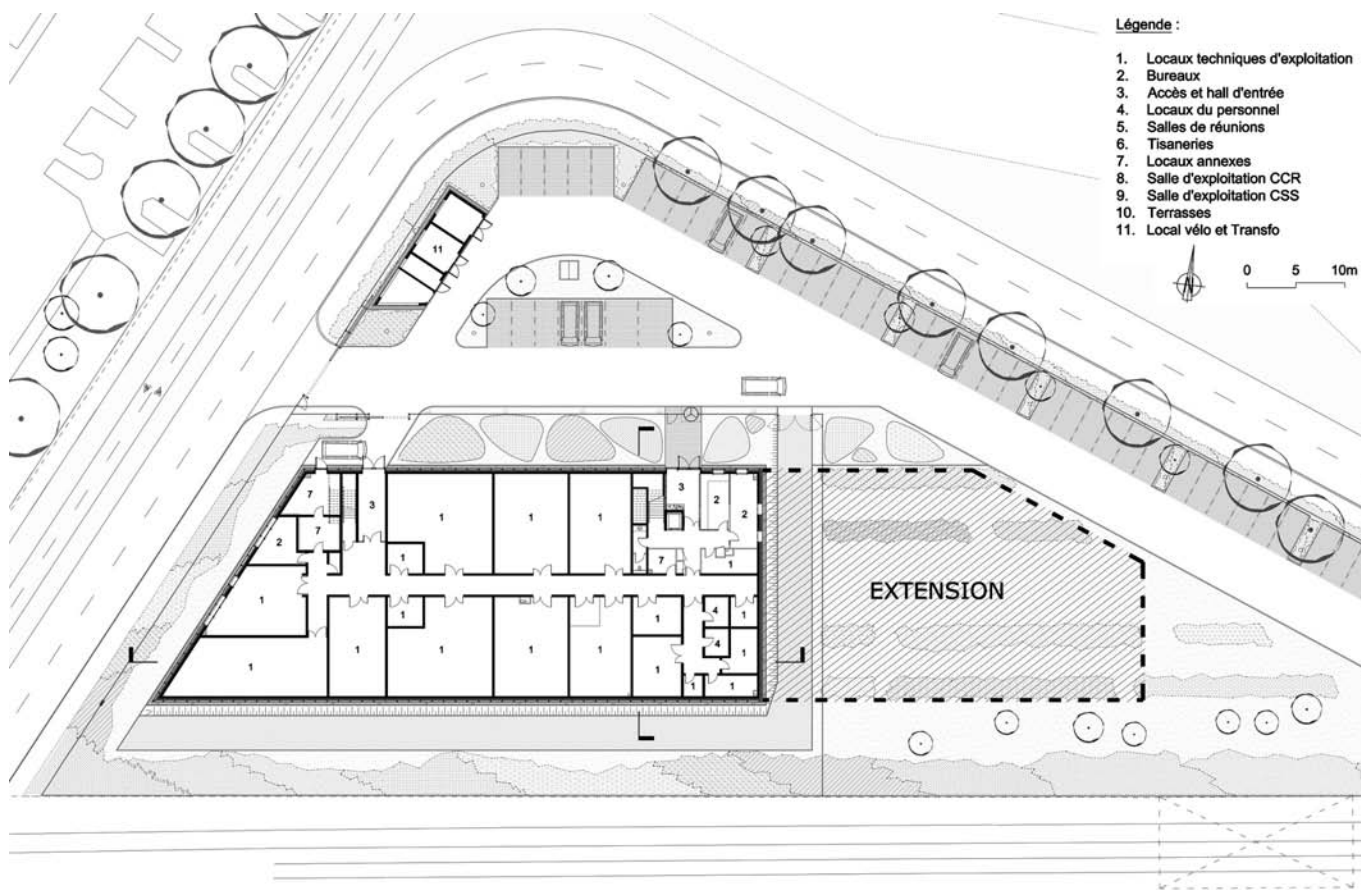 Légende :
1. Locaux techniques d'exploitation
2. Bureaux
3. Accès et hall d'entrée
4. Locaux du personnel
5. Salles de réunions
6. Tisaneries
7. Locaux annexes
8. Salle d'exploitation CCR
9. Salle d'exploitation CSS
10. Terrasses
11. Local vélo et Transfo
N
0 5 10m
11
7 3 1 1 1 3 2 2
7
2 1 7 1
EXTENSION
1 1 1 4 1
1 1 1 1 4 1
1 1 1 1